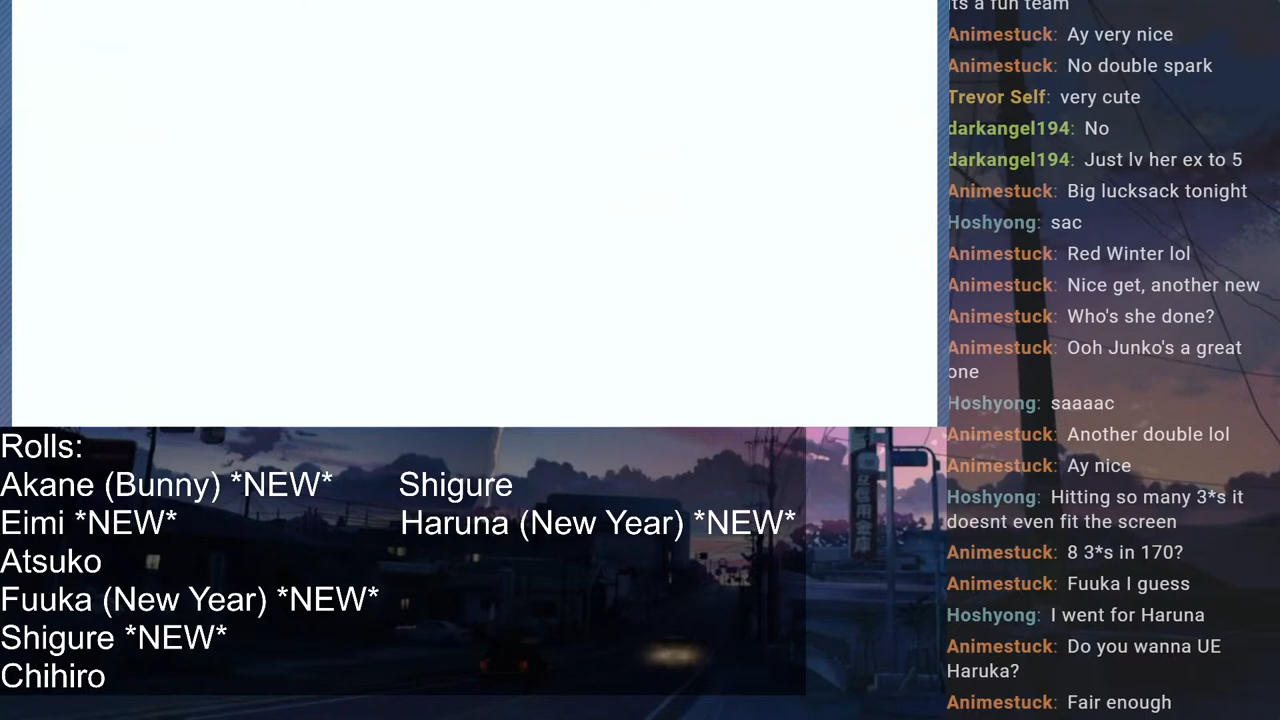 its a fun team
Animestuck: Ay very nice
Animestuck: No double spark
Trevor Self: very cute
darkangel194: No
darkangel194: Just lv her ex to 5
Animestuck: Big lucksack tonight
Hoshyong: sac
Animestuck: Red Winter lol
Animestuck: Nice get, another new
Animestuck: Who's she done?
Animestuck: Ooh Junko's a great
one
Hoshyong: saaaac
Animestuck: Another double lol
Animestuck: Ay nice
Hoshyong: Hitting so many 3*s it
doesnt even fit the screen
Animestuck: 8 3*s in 170?
Animestuck: Fuuka I guess
Hoshyong: I went for Haruna
Animestuck: Do you wanna UE
Haruka?
Animestuck: Fair enough
Rolls:
Akane (Bunny) *NEW*
Eimi *NEW*
Atsuko
Fuuka (New Year) *NEW*
Shigure *NEW*
Chihiro
Shigure
Haruna (New Year) *NEW*
立信用金庫